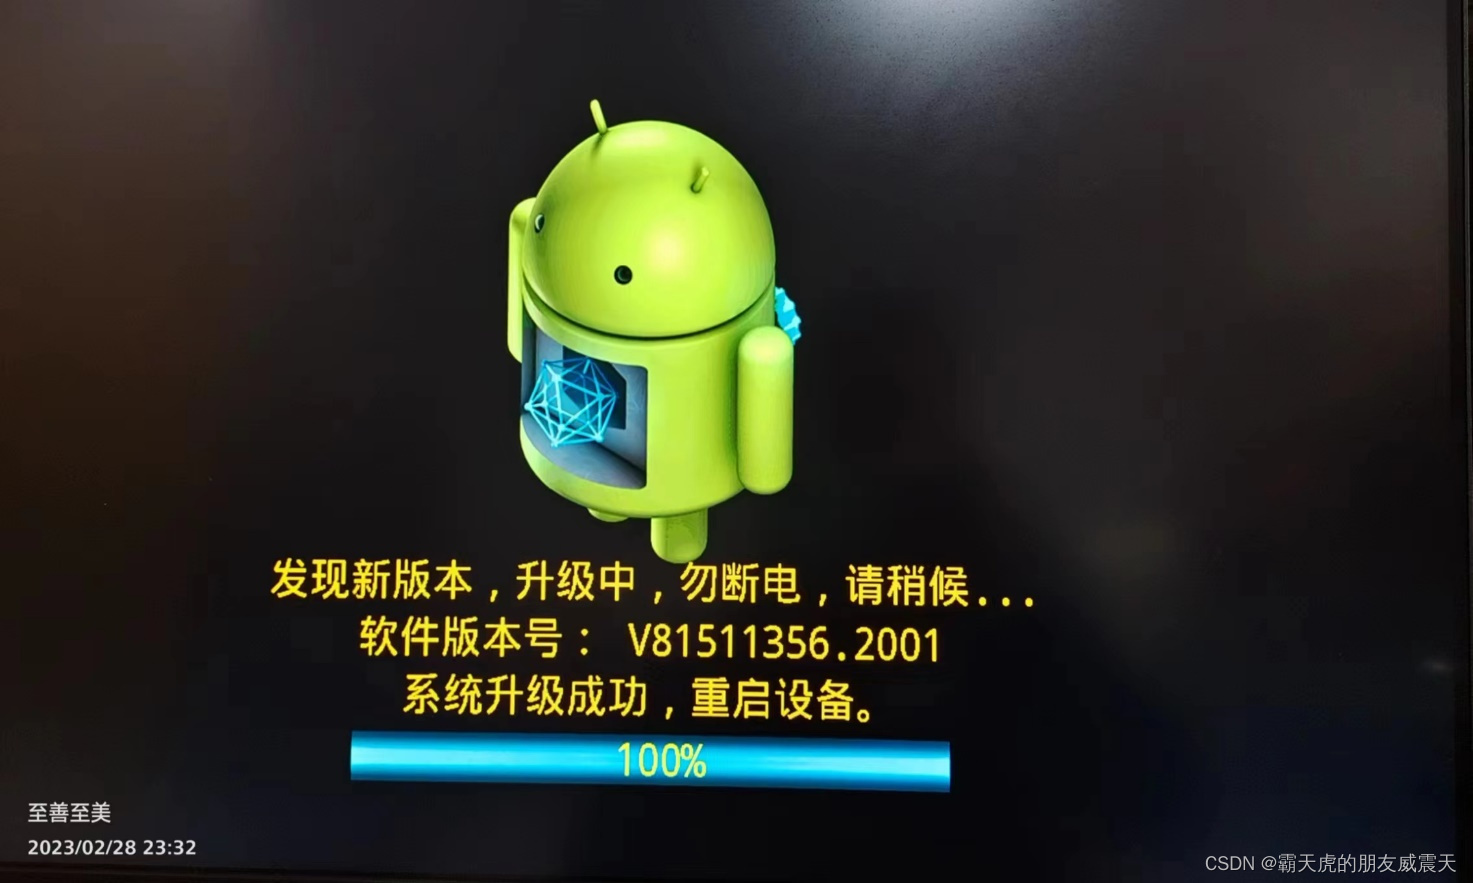 发现新版本，升级中，勿断电，请稍候...
软件版本号： V81511356.2001
系统升级成功，重启设备。
100%
至善至美
2023/02/28 23:32
CSDN @霸天虎的朋友威震天